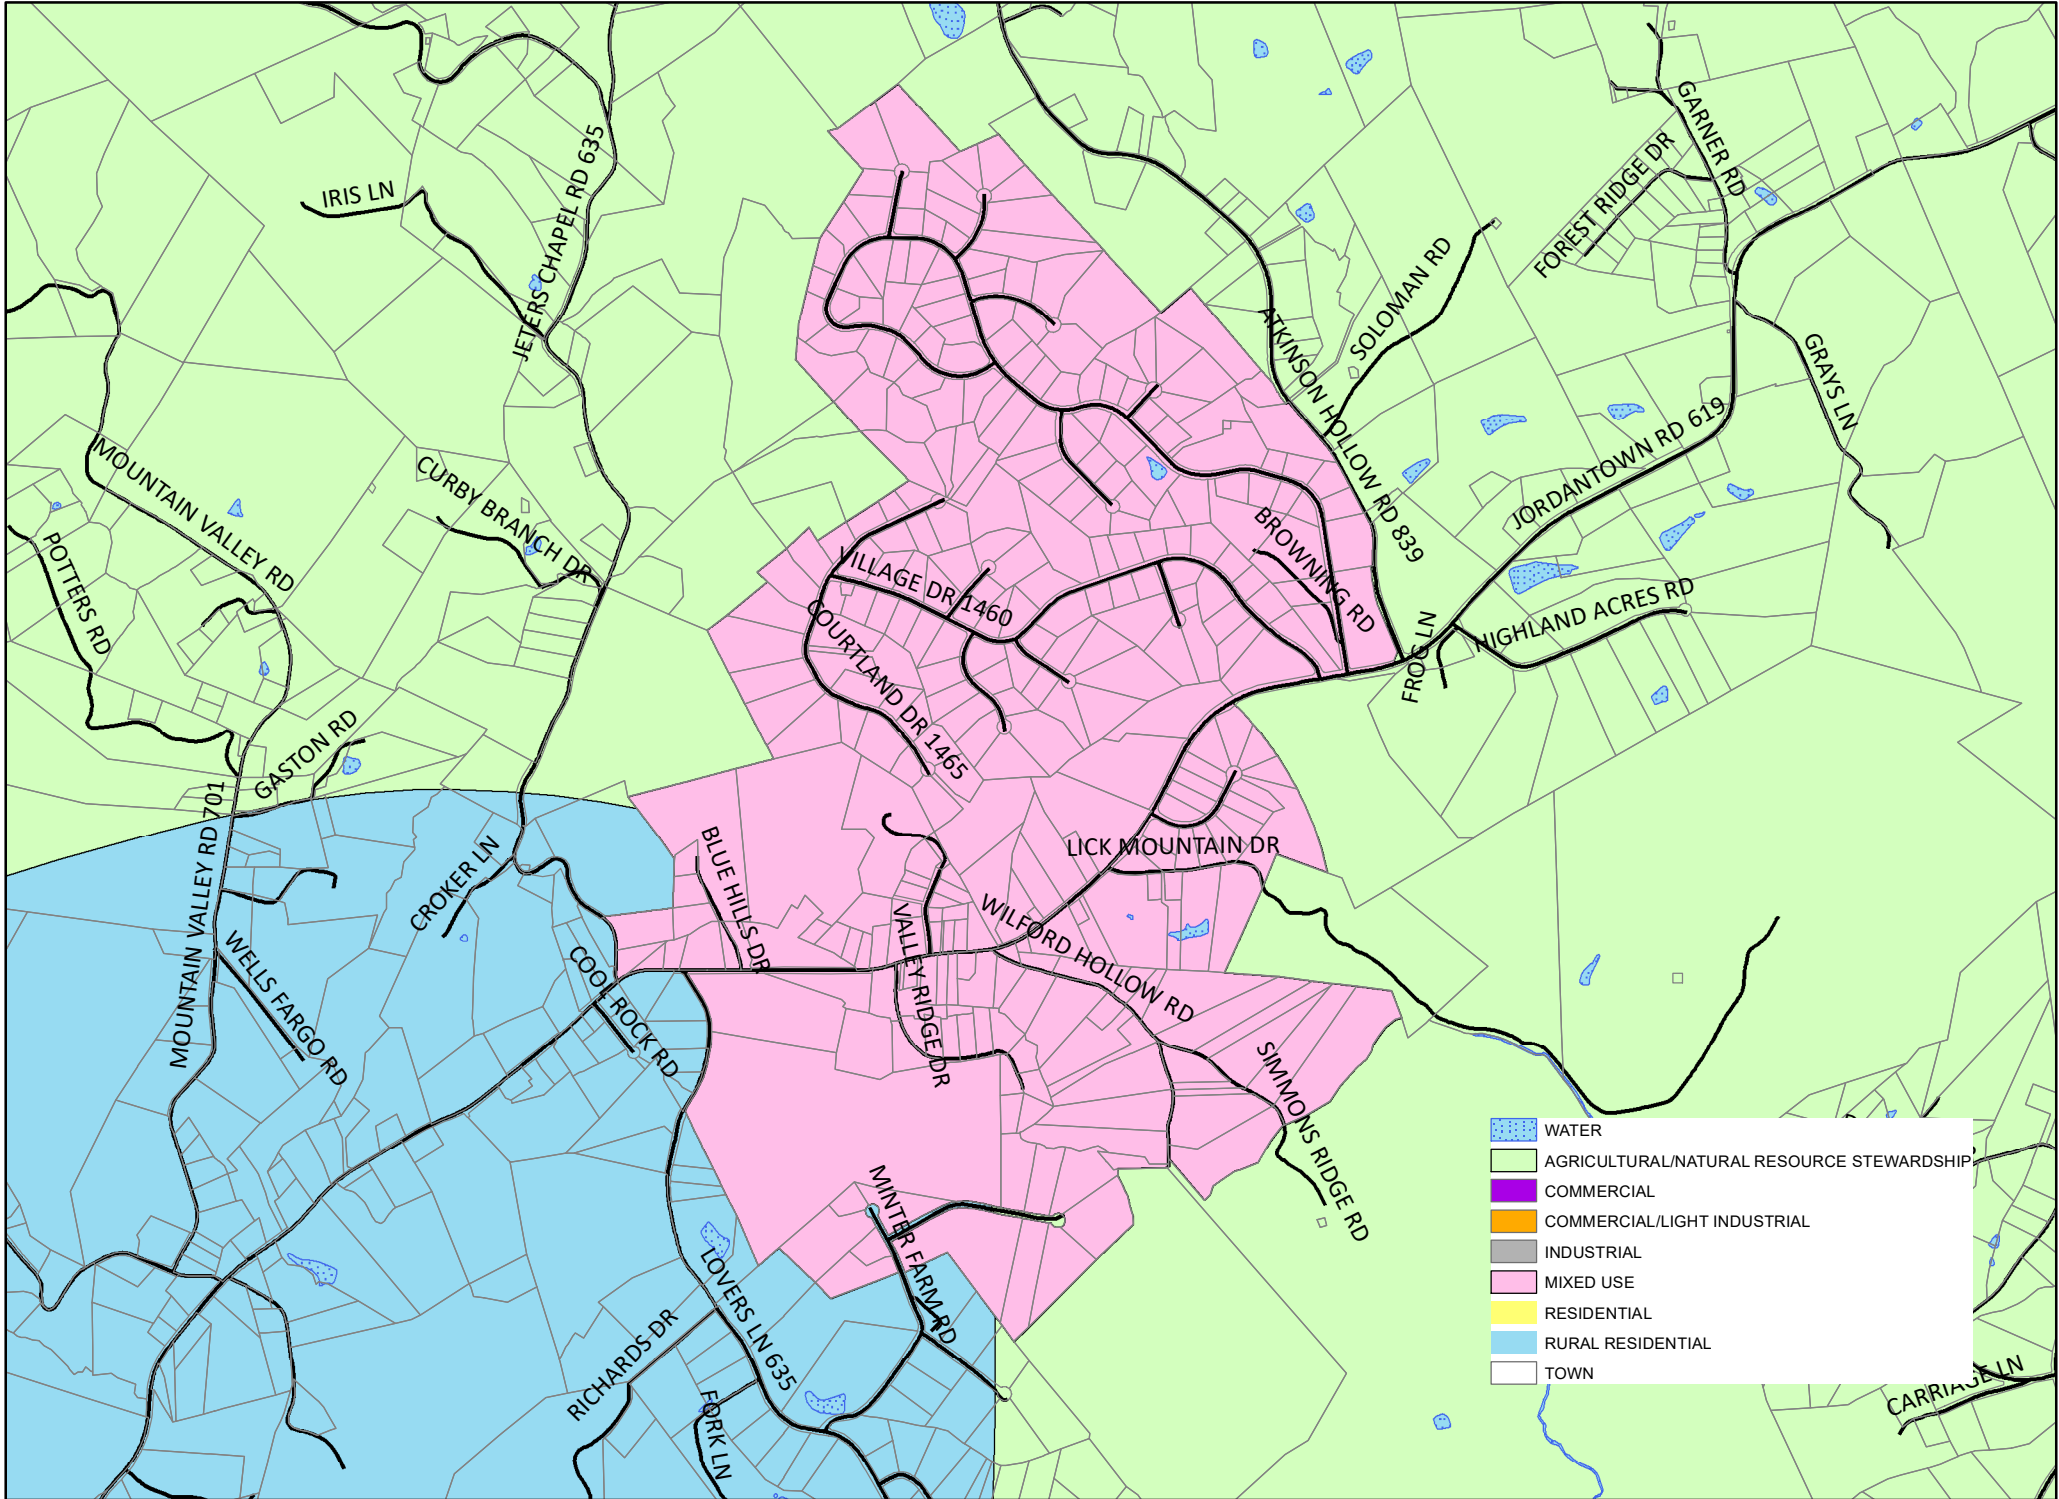 GARNER RD
FOREST RIDGE DR
IRIS LN
JETERS CHAPEL RD 635
SOLOMAN RD
ATKINSON HOLLOW RD 839
GRAYS LN
JORDANTOWN RD 619
MOUNTAIN VALLEY RD
CURBY BRANCH DR
POTTERS RD
BROWNING RD
VILLAGE DR 1460
COURTLAND DR 1465
HIGHLAND ACRES RD
FROG LN
GASTON RD
MOUNTAIN VALLEY RD 701
CROKER LN
BLUE HILLS DR
LICK MOUNTAIN DR
VALLEY RIDGE DR
WILFORD HOLLOW RD
WELLS FARGO RD
COOL ROCK RD
SIMMONS RIDGE RD
MINTER FARM RD
LOVERS LN 635
RICHARDS DR
FORK LN
CARRIAGE LN
WATER
AGRICULTURAL/NATURAL RESOURCE STEWARDSHIP
COMMERCIAL
COMMERCIAL/LIGHT INDUSTRIAL
INDUSTRIAL
MIXED USE
RESIDENTIAL
RURAL RESIDENTIAL
TOWN